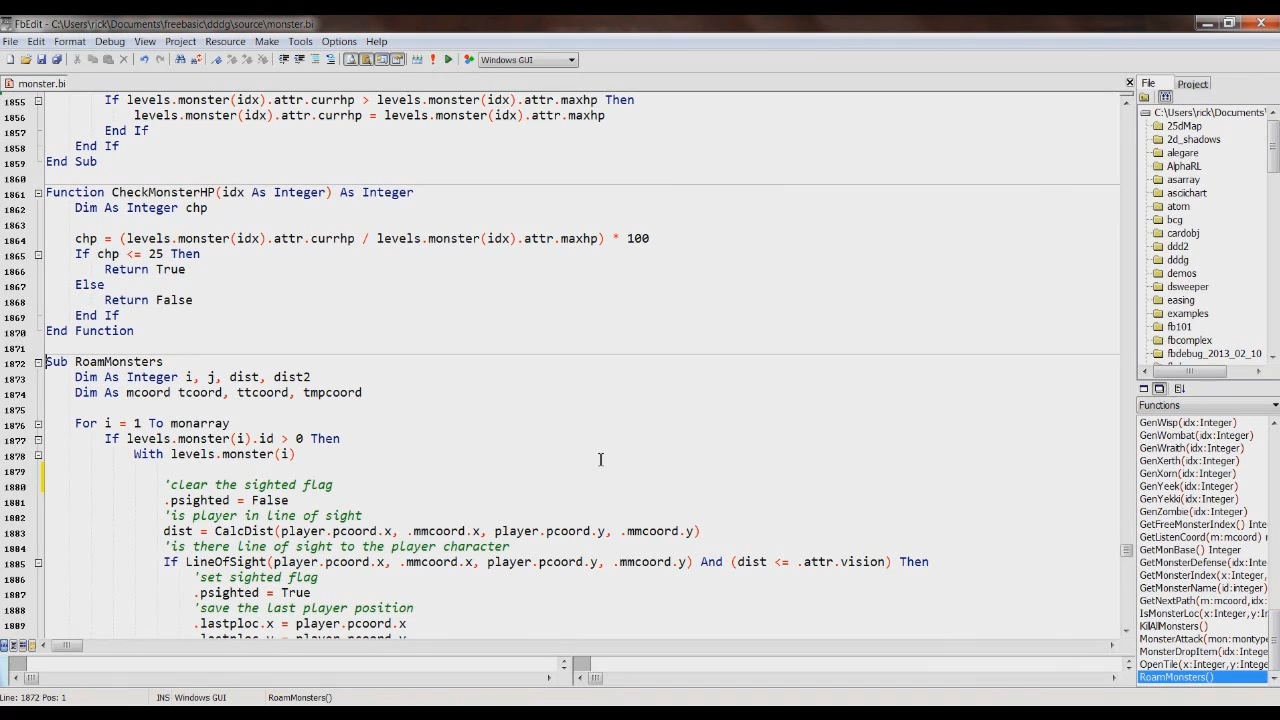 FbEdit - C:\Users\rick\Documents\freebasic\dddg\source\monster.bi
File Edit Format Debug View Project Resource Make Tools Options Help
Windows GUI
monster.bi
1855 If levels.monster(idx).attr.currhp > levels.monster(idx).attr.maxhp Then
1856 levels.monster(idx).attr.currhp = levels.monster(idx).attr.maxhp
1857 End If
1858 End If
1859 End Sub
1860
1861 Function CheckMonsterHP(idx As Integer) As Integer
1862 Dim As Integer chp
1863
1864 chp = (levels.monster(idx).attr.currhp / levels.monster(idx).attr.maxhp) * 100
1865 If chp <= 25 Then
1866 Return True
1867 Else
1868 Return False
1869 End If
1870 End Function
1871
1872 Sub RoamMonsters
1873 Dim As Integer i, j, dist, dist2
1874 Dim As mcoord tcoord, ttcoord, tmpcoord
1875
1876 For i = 1 To monarray
1877 If levels.monster(i).id > 0 Then
1878 With levels.monster(i)
1879
1880 'clear the sighted flag
1881 .psighted = False
1882 'is player in line of sight
1883 dist = CalcDist(player.pcoord.x, .mmcoord.x, player.pcoord.y, .mmcoord.y)
1884 'is there line of sight to the player character
1885 If LineOfSight(player.pcoord.x, .mmcoord.x, player.pcoord.y, .mmcoord.y) And (dist <= .attr.vision) Then
1886 'set sighted flag
1887 .psighted = True
1888 'save the last player position
1889 .lastploc.x = player.pcoord.x
.lastploc.y = player.pcoord.y
File Project
C:\Users\rick\Documents\
25dMap
2d_shadows
alegare
AlphaRL
asarray
asciichart
atom
bcg
cardobj
ddd2
dddg
demos
dsweeper
easing
examples
fb101
fbcomplex
fbdebug_2013_02_10
Functions
GenWisp(idx:Integer)
GenWombat(idx:Integer)
GenWraith(idx:Integer)
GenXerth(idx:Integer)
GenXorn(idx:Integer)
GenYeek(idx:Integer)
GenYekki(idx:Integer)
GenZombie(idx:Integer)
GetFreeMonsterIndex() Inte
GetListenCoord(m:mcoord) m
GetMonBase() Integer
GetMonsterDefense(idx:Inte
GetMonsterIndex(x:Integer,
GetMonsterName(id:integer)
GetNextPath(m:mcoord,idx:
IsMonsterLoc(x:Integer,y:In
KillAllMonsters()
MonsterAttack(mon:montyp
MonsterDropItem(idx:Intege
OpenTile(x:Integer,y:Intege
RoamMonsters()
Line: 1872 Pos: 1 INS Windows GUI RoamMonsters()